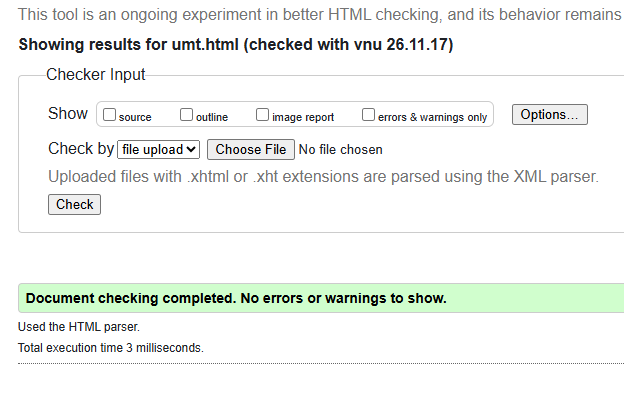 This tool is an ongoing experiment in better HTML checking, and its behavior remains
Showing results for umt.html (checked with vnu 26.11.17)
Checker Input
Show source outline image report errors & warnings only Options...
Check by file upload Choose File No file chosen
Uploaded files with .xhtml or .xht extensions are parsed using the XML parser.
Check
Document checking completed. No errors or warnings to show.
Used the HTML parser.
Total execution time 3 milliseconds.